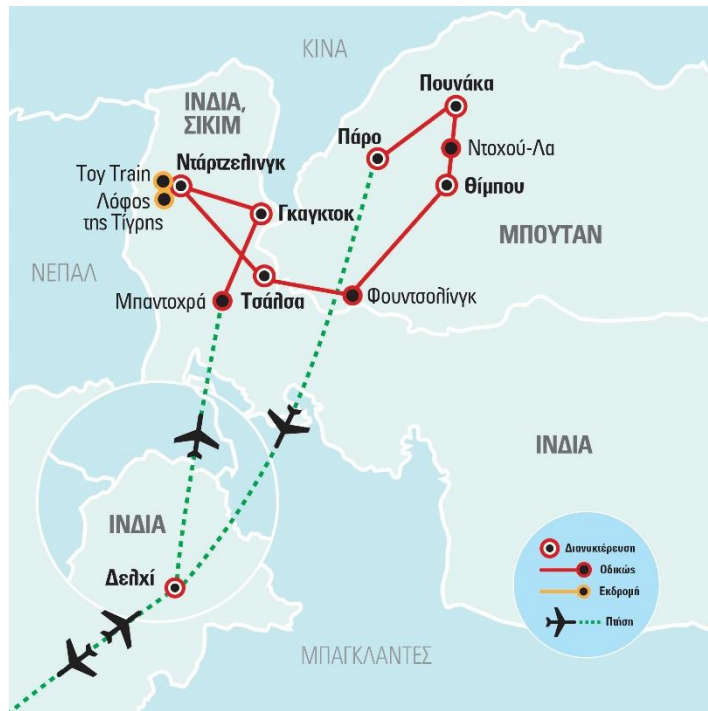 ΚΙΝΑ
Πουνάκα
ΙΝΔΙΑ,
ΣΙΚΙΜ
Πάρο
Ντοχού-Λα
Toy Train
Ντάρτζελινγκ
Θίμπου
Λόφος
της Τίγρης
Γκαγκτοκ
ΜΠΟΥΤΑΝ
ΝΕΠΑΛ
Μπαντοχρά
Τσάλσα
Φουντσολίνγκ
ΙΝΔΙΑ
ΙΝΔΙΑ
Δελχί
Διανυκτέρευση
Οδικώς
Εκδρομή
Πτήση
ΜΠΑΓΚΛΑΝΤΕΣ